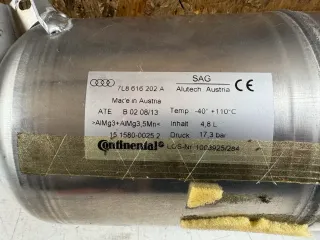 7L8 616 202 A
Made in Austria
ATE B 02 08/13
>AlMg3+AlMg3,5Mn<
15.1580-0025.2
Continental
SAG
Alutech Austria
CE
Temp -40° +110°C
Inhalt 4,8 L
Druck 17,3 bar